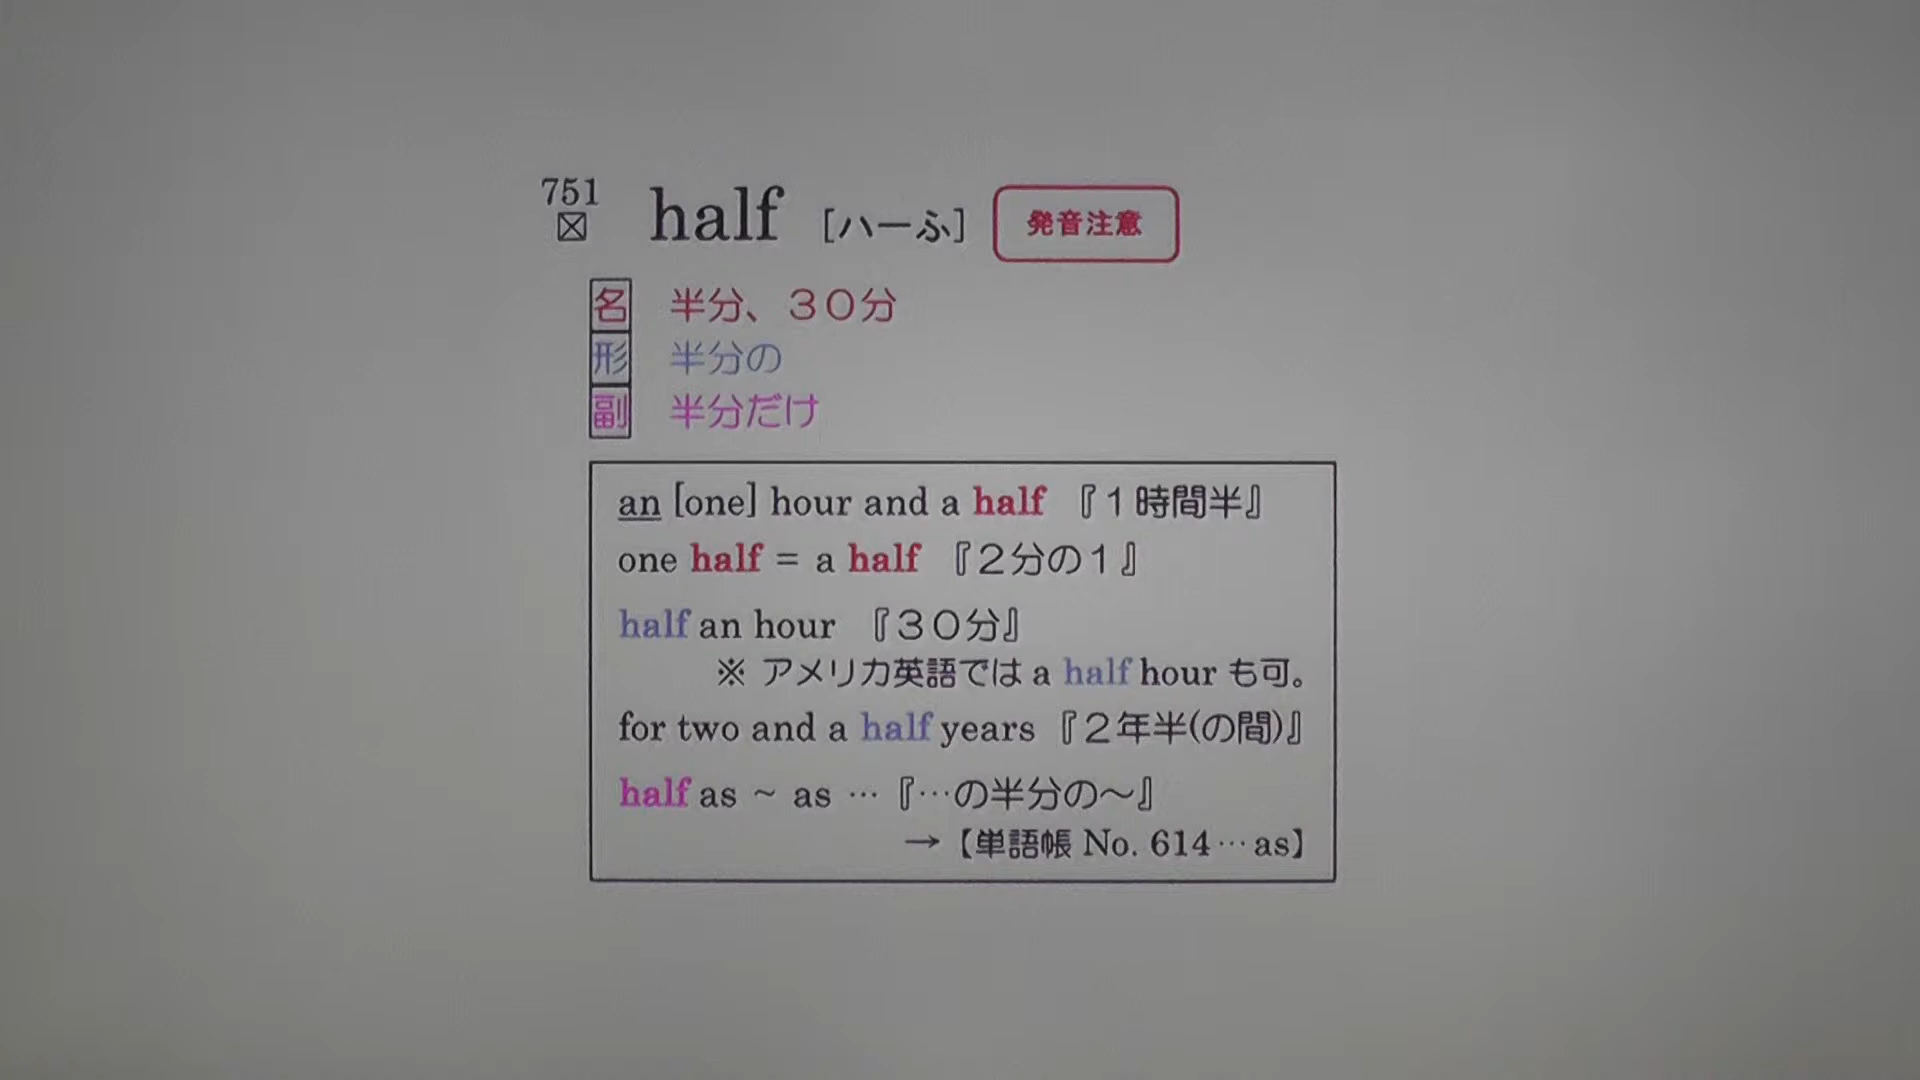 751
half [ハーふ] 発音注意
名 半分、３０分
形 半分の
副 半分だけ
an [one] hour and a half 『１時間半』
one half = a half 『２分の１』
half an hour 『３０分』
※ アメリカ英語では a half hour も可。
for two and a half years 『２年半(の間)』
half as ~ as … 『…の半分の～』
→【単語帳 No. 614 … as】